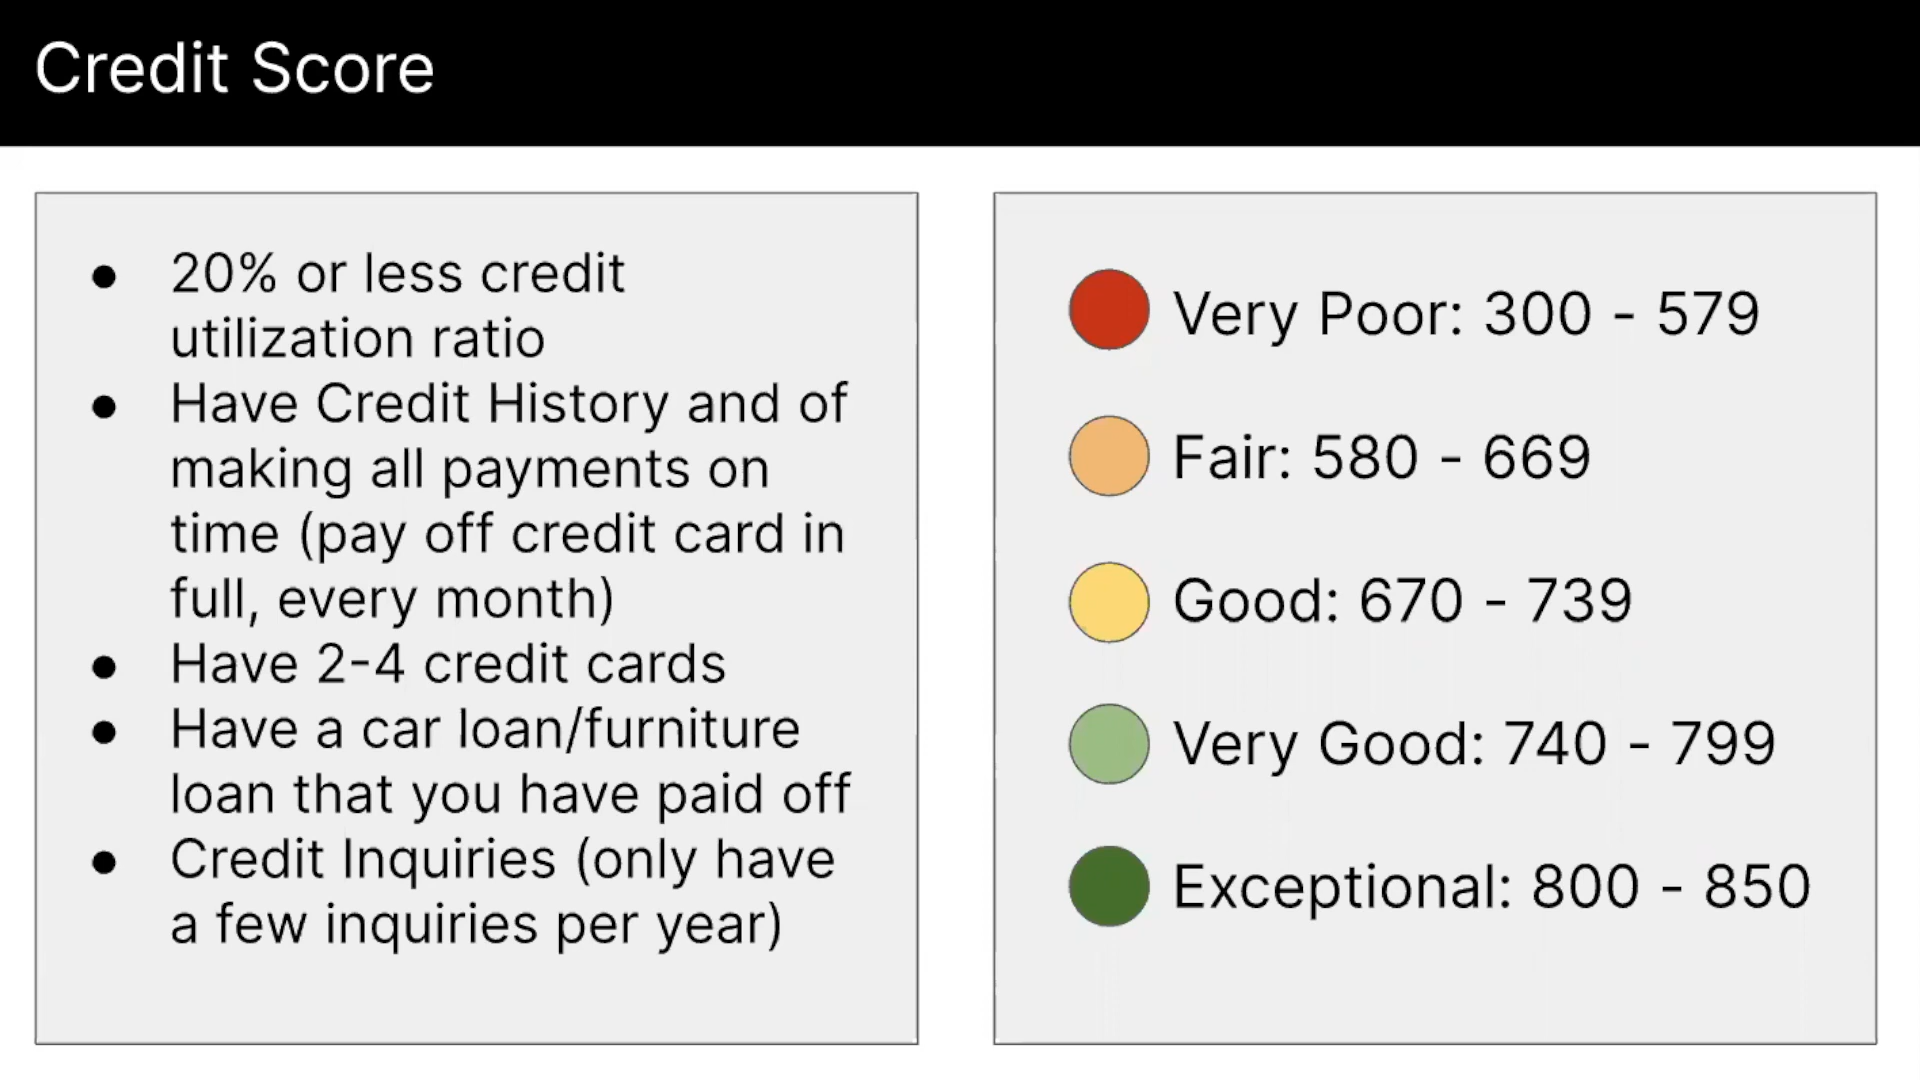 Credit Score
● 20% or less credit
utilization ratio
● Have Credit History and of
making all payments on
time (pay off credit card in
full, every month)
● Have 2-4 credit cards
● Have a car loan/furniture
loan that you have paid off
● Credit Inquiries (only have
a few inquiries per year)
Very Poor: 300 - 579
Fair: 580 - 669
Good: 670 - 739
Very Good: 740 - 799
Exceptional: 800 - 850